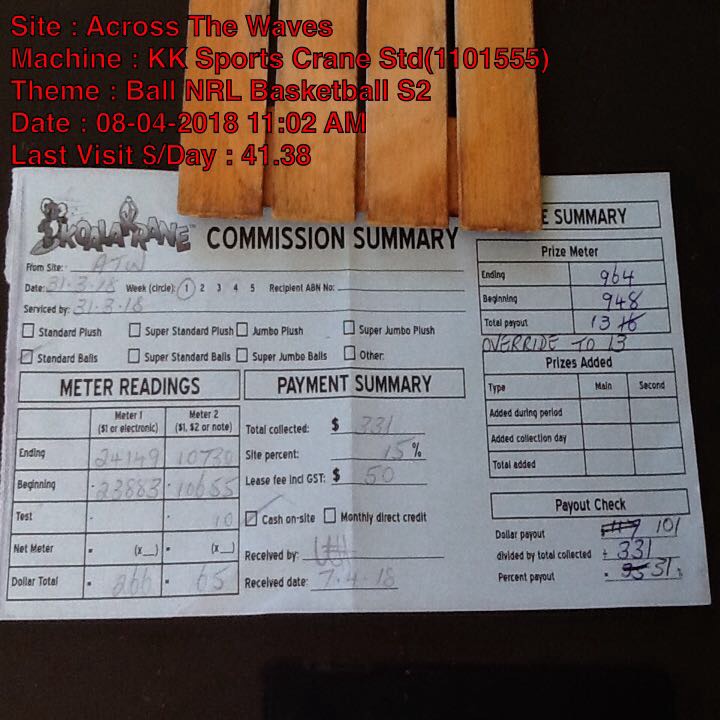 Site : Across The Waves
Machine : KK Sports Crane Std(1101555)
Theme : Ball NRL Basketball S2
Date : 08-04-2018 11:02 AM
Last Visit $/Day : 41.38
KOALA KRANE
COMMISSION SUMMARY
From Site: ATW
Date: 31.3.18 Week (circle): 1 2 3 4 5 Recipient ABN No:
Serviced by: 31.3.18
Standard Plush Super Standard Plush Jumbo Plush Super Jumbo Plush
Standard Balls Super Standard Balls Super Jumbo Balls Other:
METER READINGS
Meter 1 ($1 or electronic) Meter 2 ($1, $2 or note)
Ending 24149 10730
Beginning 23883 10655
Test 10
Net Meter = (x__) = (x__)
Dollar Total 266 65
PAYMENT SUMMARY
Total collected: $ 331
Site percent: 15 %
Lease fee incl GST: $ 50
Cash on-site Monthly direct credit
Received by:
Received date: 7.4.18
E SUMMARY
Prize Meter
Ending 964
Beginning 948
Total payout 13 16
OVERRIDE TO 13
Prizes Added
Type Main Second
Added during period
Added collection day
Total added
Payout Check
Dollar payout 101
divided by total collected ÷ 331
Percent payout